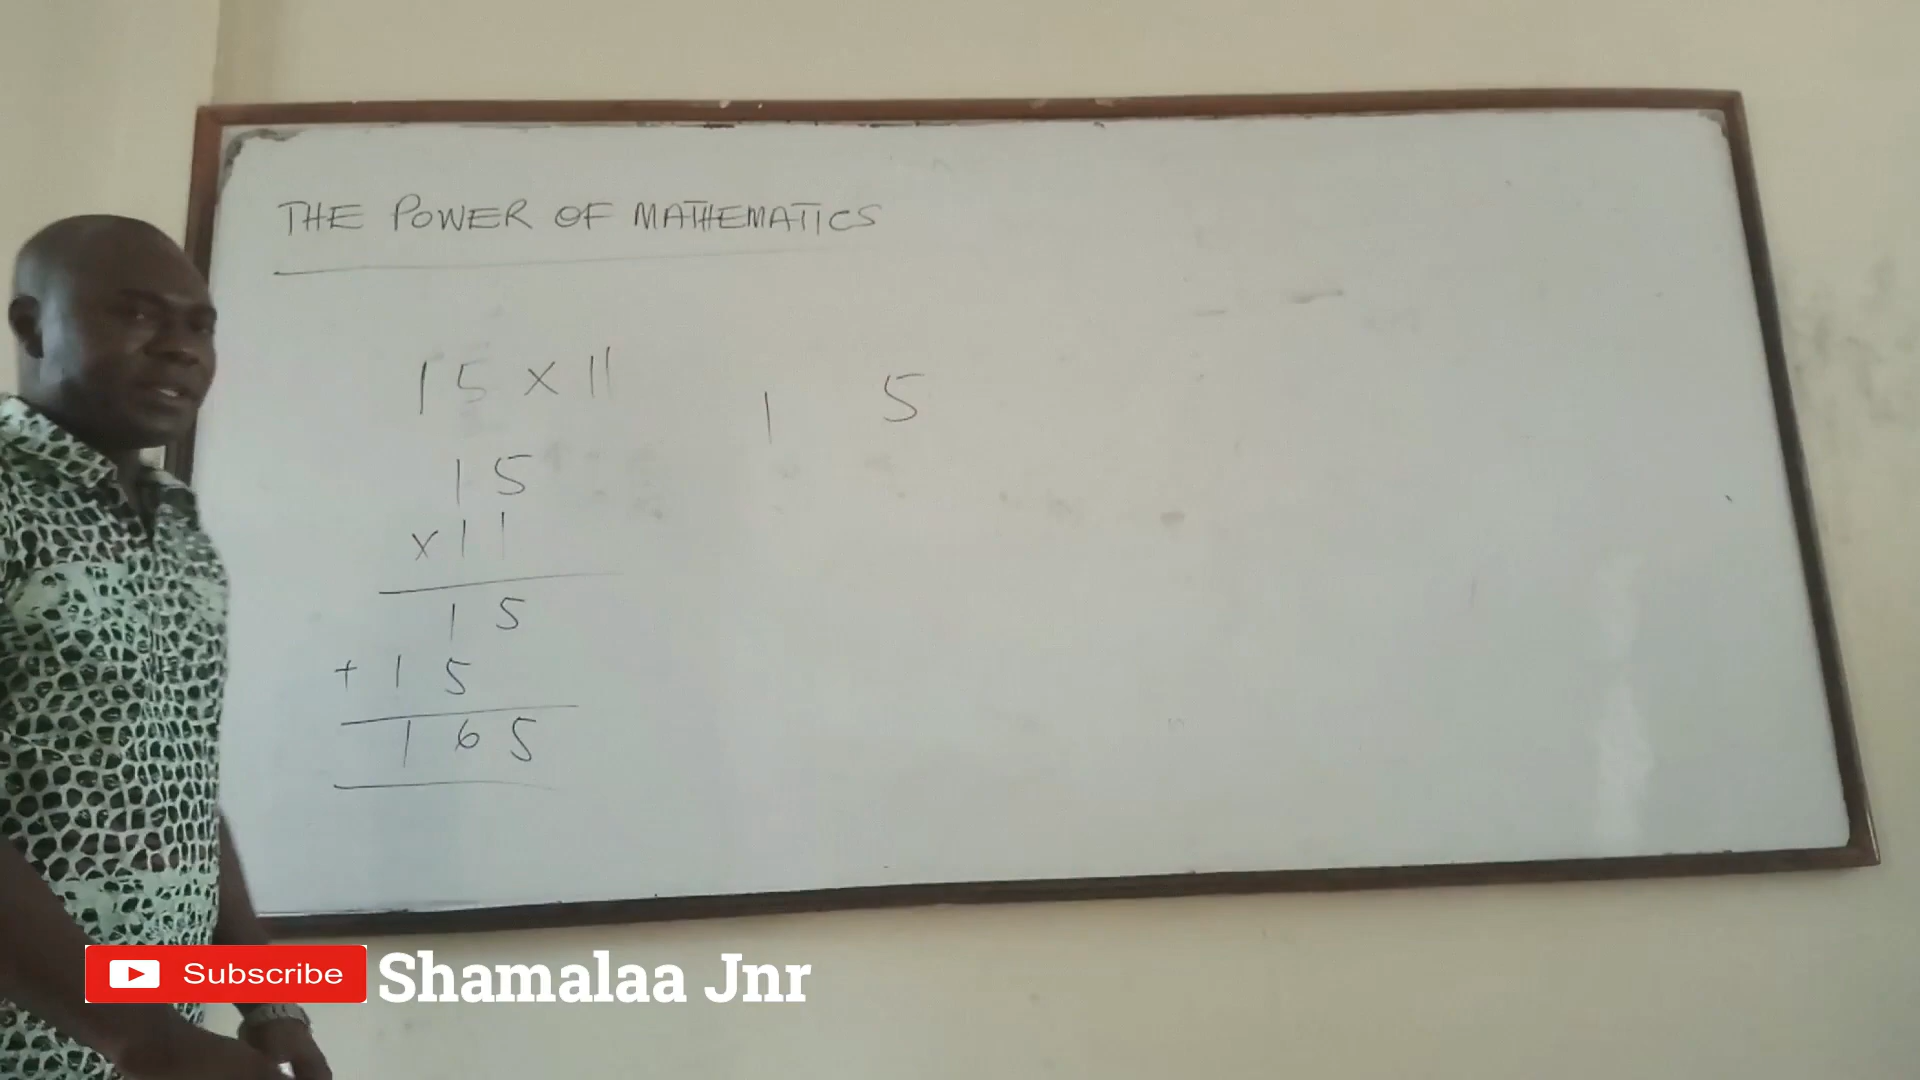 THE POWER OF MATHEMATICS
15 x 11
1 5
15
x 11
15
+ 15
165
Subscribe Shamalaa Jnr